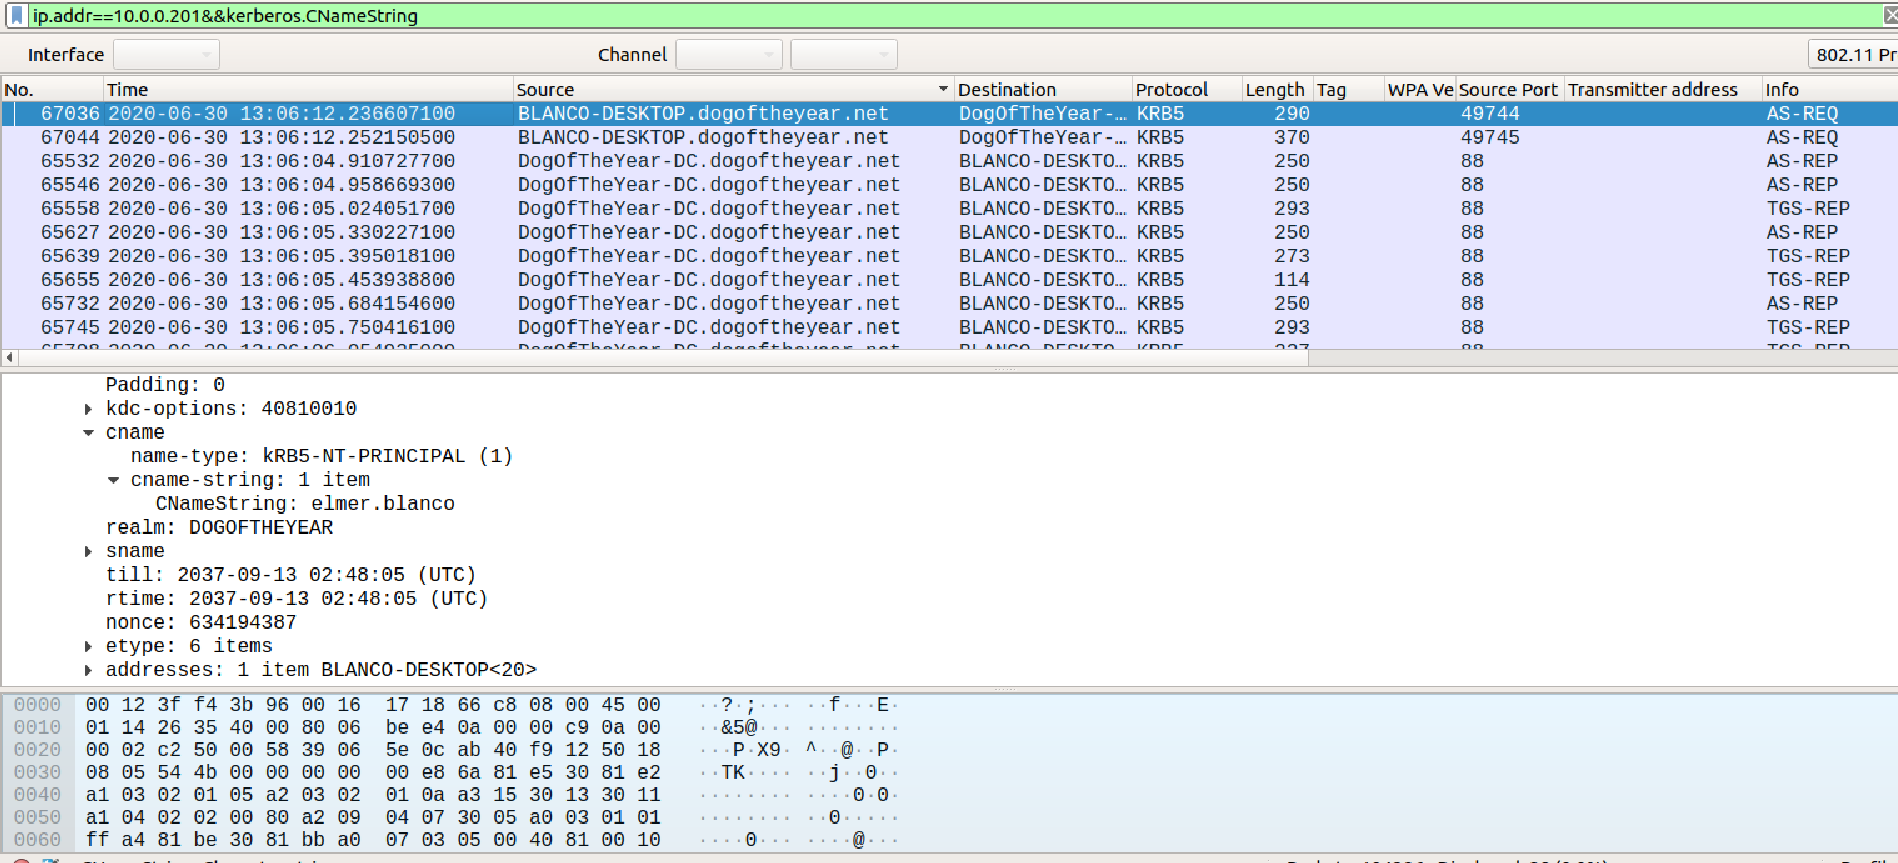 ip.addr==10.0.0.201&&kerberos.CNameString
Interface Channel 802.11 Pr
No. Time Source Destination Protocol Length Tag WPA Ve Source Port Transmitter address Info
67036 2020-06-30 13:06:12.236607100 BLANCO-DESKTOP.dogoftheyear.net DogOfTheYear-… KRB5 290 49744 AS-REQ
67044 2020-06-30 13:06:12.252150500 BLANCO-DESKTOP.dogoftheyear.net DogOfTheYear-… KRB5 370 49745 AS-REQ
65532 2020-06-30 13:06:04.910727700 DogOfTheYear-DC.dogoftheyear.net BLANCO-DESKTO… KRB5 250 88 AS-REP
65546 2020-06-30 13:06:04.958669300 DogOfTheYear-DC.dogoftheyear.net BLANCO-DESKTO… KRB5 250 88 AS-REP
65558 2020-06-30 13:06:05.024051700 DogOfTheYear-DC.dogoftheyear.net BLANCO-DESKTO… KRB5 293 88 TGS-REP
65627 2020-06-30 13:06:05.330227100 DogOfTheYear-DC.dogoftheyear.net BLANCO-DESKTO… KRB5 250 88 AS-REP
65639 2020-06-30 13:06:05.395018100 DogOfTheYear-DC.dogoftheyear.net BLANCO-DESKTO… KRB5 273 88 TGS-REP
65655 2020-06-30 13:06:05.453938800 DogOfTheYear-DC.dogoftheyear.net BLANCO-DESKTO… KRB5 114 88 TGS-REP
65732 2020-06-30 13:06:05.684154600 DogOfTheYear-DC.dogoftheyear.net BLANCO-DESKTO… KRB5 250 88 AS-REP
65745 2020-06-30 13:06:05.750416100 DogOfTheYear-DC.dogoftheyear.net BLANCO-DESKTO… KRB5 293 88 TGS-REP
Padding: 0
kdc-options: 40810010
cname
name-type: kRB5-NT-PRINCIPAL (1)
cname-string: 1 item
CNameString: elmer.blanco
realm: DOGOFTHEYEAR
sname
till: 2037-09-13 02:48:05 (UTC)
rtime: 2037-09-13 02:48:05 (UTC)
nonce: 634194387
etype: 6 items
addresses: 1 item BLANCO-DESKTOP<20>
0000 00 12 3f f4 3b 96 00 16 17 18 66 c8 08 00 45 00 ··?·;··· ··f···E·
0010 01 14 26 35 40 00 80 06 be e4 0a 00 00 c9 0a 00 ··&5@··· ········
0020 00 02 c2 50 00 58 39 06 5e 0c ab 40 f9 12 50 18 ···P·X9· ^··@··P·
0030 08 05 54 4b 00 00 00 00 00 e8 6a 81 e5 30 81 e2 ··TK···· ··j··0··
0040 a1 03 02 01 05 a2 03 02 01 0a a3 15 30 13 30 11 ········ ····0·0·
0050 a1 04 02 02 00 80 a2 09 04 07 30 05 a0 03 01 01 ········ ··0·····
0060 ff a4 81 be 30 81 bb a0 07 03 05 00 40 81 00 10 ····0··· ····@···